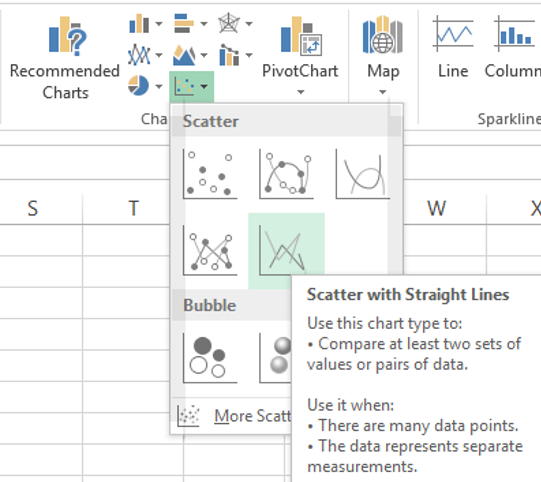 Recommended
Charts
PivotChart
Map
Line
Column
Cha
Sparkline
Scatter
S T W X
Scatter with Straight Lines
Use this chart type to:
• Compare at least two sets of
values or pairs of data.
Use it when:
• There are many data points.
• The data represents separate
measurements.
Bubble
More Scatt